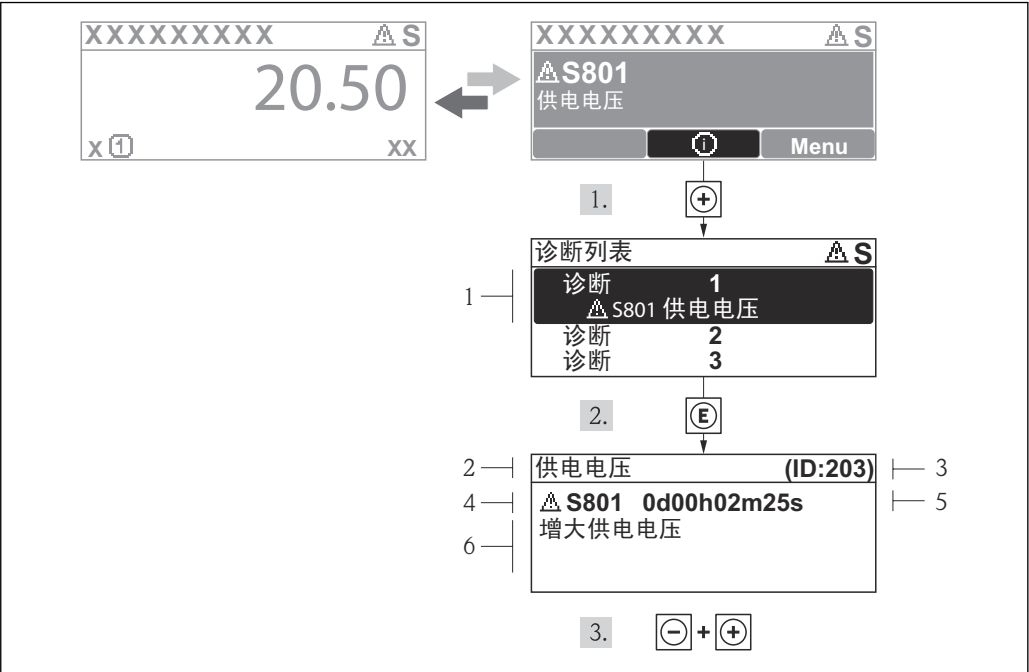 XXXXXXXXX ⚠ S
20.50
x ① xx
XXXXXXXXX ⚠ S
⚠ S801
供电电压
ⓘ Menu
1. +
诊断列表 ⚠ S
1
诊断 1
⚠ S801 供电电压
诊断 2
诊断 3
2. E
2 供电电压 (ID:203) 3
4 ⚠ S801 0d00h02m25s 5
6 增大供电电压
3. - + +